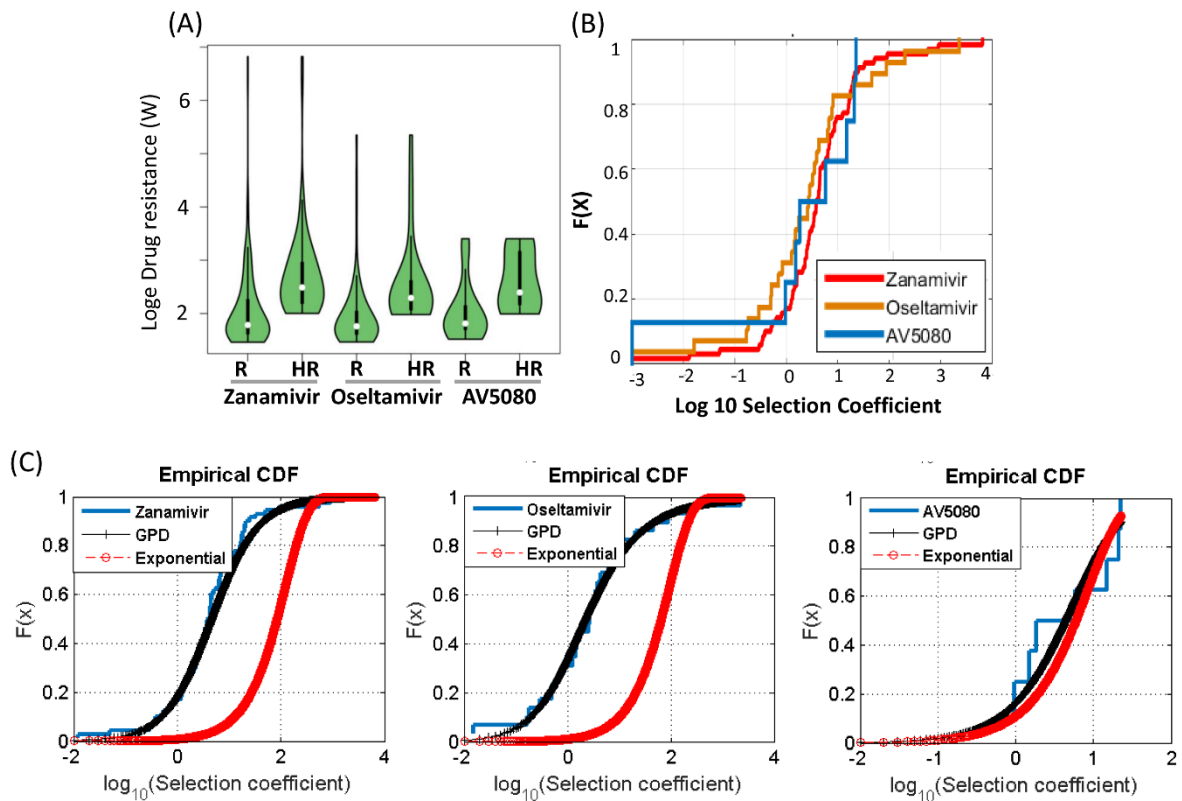 (A)
Loge Drug resistance (W)
6
4
2
R HR R HR R HR
Zanamivir Oseltamivir AV5080
(B)
F(X)
1
0.8
0.6
0.4
0.2
0
Zanamivir
Oseltamivir
AV5080
-3 -2 -1 0 1 2 3 4
Log 10 Selection Coefficient
(C)
Empirical CDF
F(x)
1
0.8
0.6
0.4
0.2
0
Zanamivir
GPD
Exponential
-2 0 2 4
log10(Selection coefficient)
Empirical CDF
F(x)
1
0.8
0.6
0.4
0.2
0
Oseltamivir
GPD
Exponential
-2 0 2 4
log10(Selection coefficient)
Empirical CDF
F(x)
1
0.8
0.6
0.4
0.2
0
AV5080
GPD
Exponential
-2 -1 0 1 2
log10(Selection coefficient)